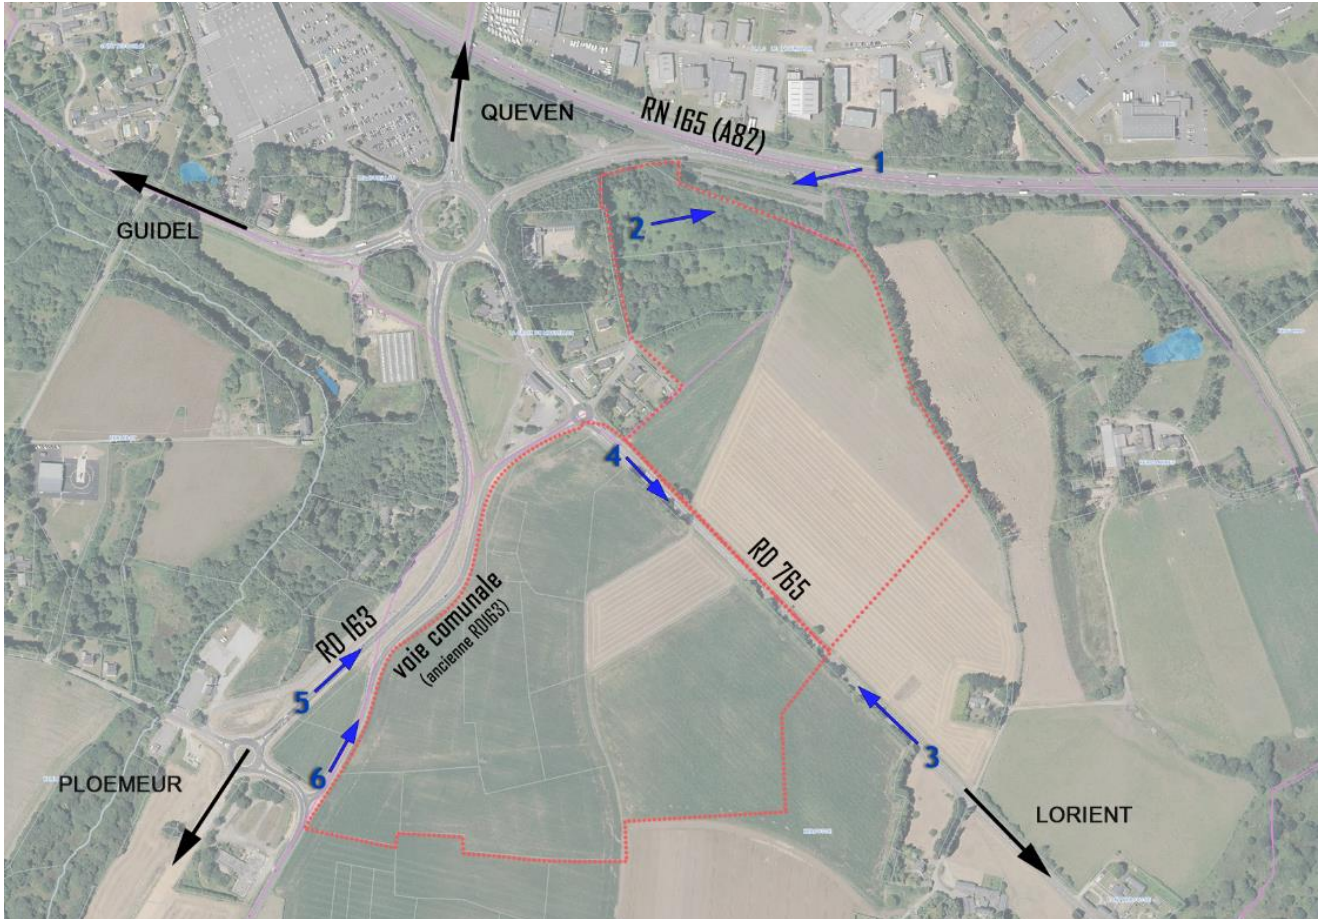 QUEVEN
RN 165 (A82)
1
2
GUIDEL
4
RD 765
RD 163
voie comunale
(ancienne RD163)
5
3
6
PLOEMEUR
LORIENT